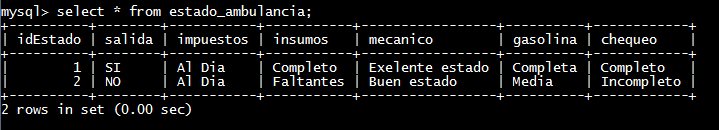 mysql> select * from estado_ambulancia;
+----------+--------+-----------+-----------+------------------+----------+------------+
| idEstado | salida | impuestos | insumos   | mecanico         | gasolina | chequeo    |
+----------+--------+-----------+-----------+------------------+----------+------------+
|        1 | SI     | Al Dia    | Completo  | Exelente estado  | Completa | Completo   |
|        2 | NO     | Al Dia    | Faltantes | Buen estado      | Media    | Incompleto |
+----------+--------+-----------+-----------+------------------+----------+------------+
2 rows in set (0.00 sec)